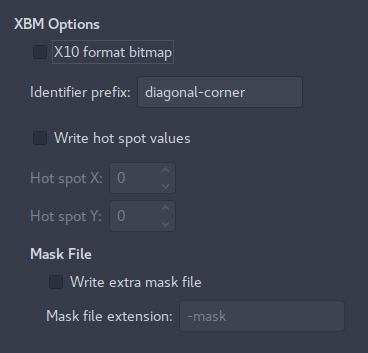 XBM Options
X10 format bitmap
Identifier prefix: diagonal-corner
Write hot spot values
Hot spot X: 0
Hot spot Y: 0
Mask File
Write extra mask file
Mask file extension: -mask